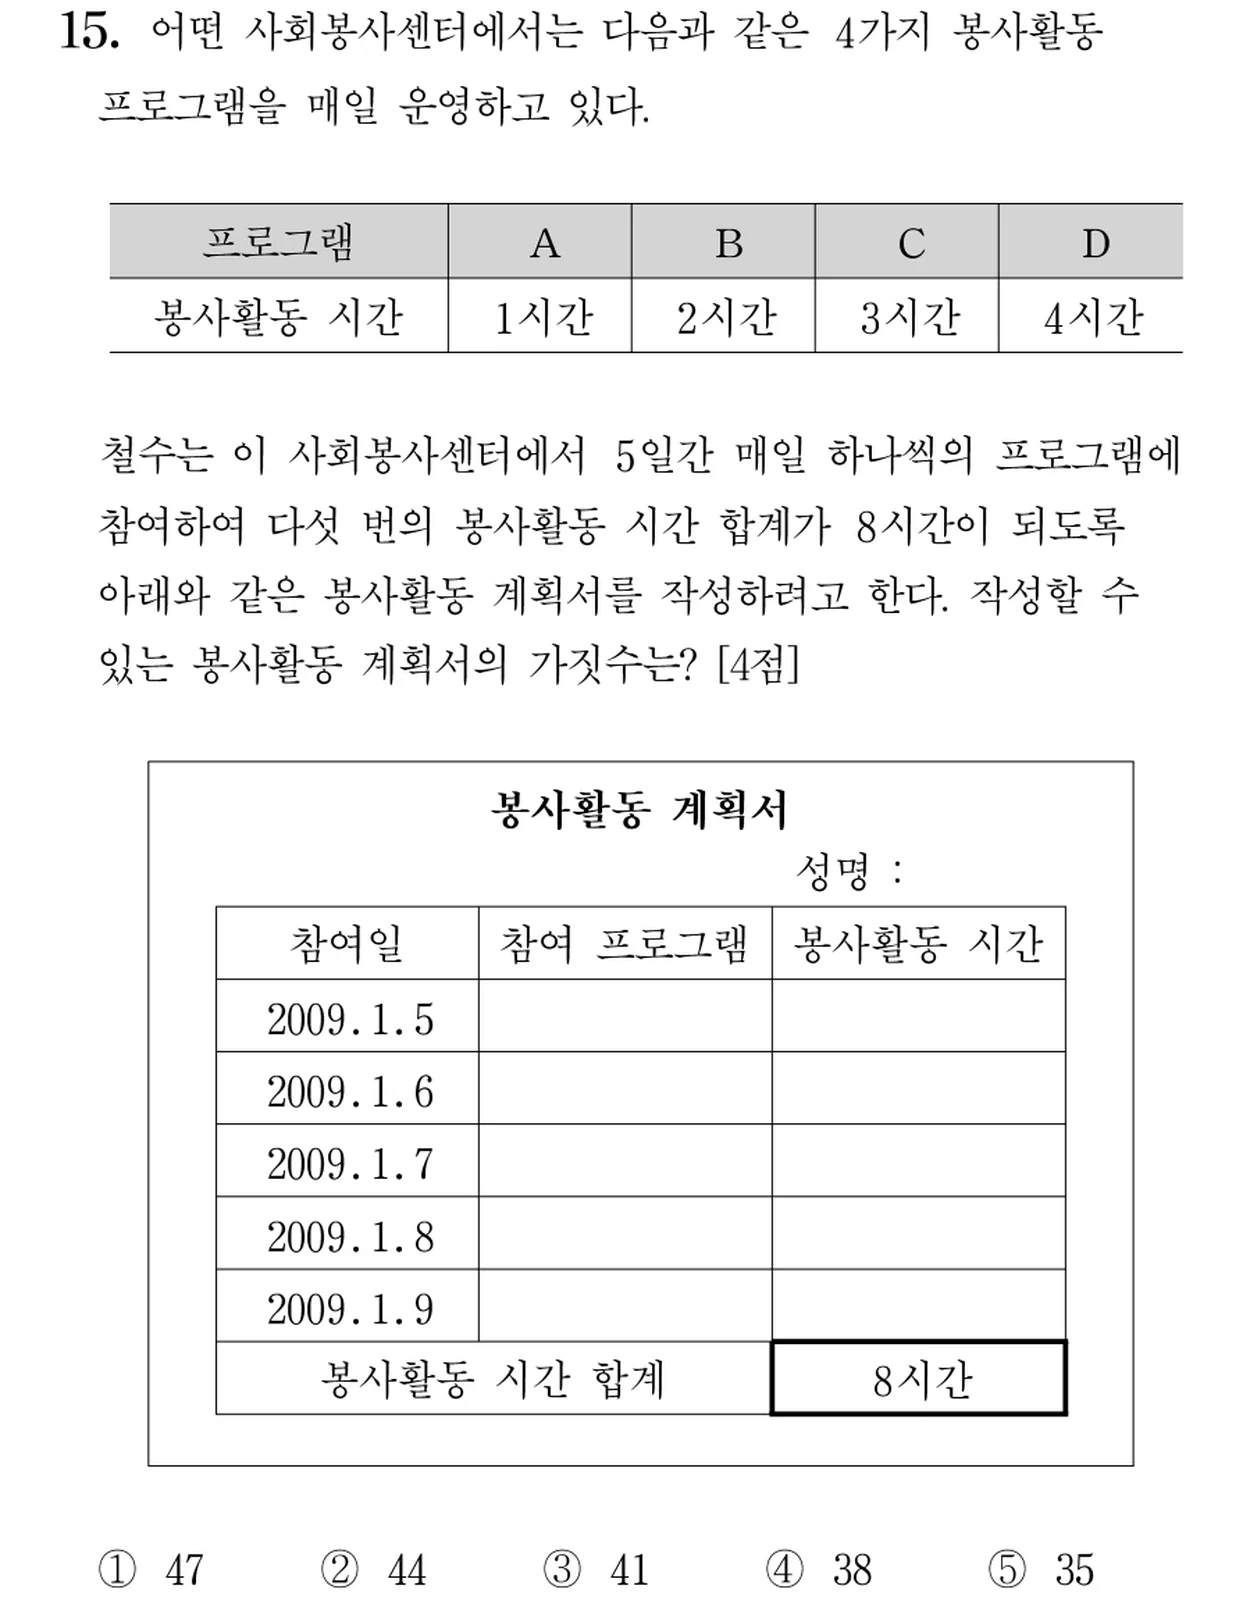 15. 어떤 사회봉사센터에서는 다음과 같은 4가지 봉사활동
프로그램을 매일 운영하고 있다.
프로그램 A B C D
봉사활동 시간 1시간 2시간 3시간 4시간
철수는 이 사회봉사센터에서 5일간 매일 하나씩의 프로그램에
참여하여 다섯 번의 봉사활동 시간 합계가 8시간이 되도록
아래와 같은 봉사활동 계획서를 작성하려고 한다. 작성할 수
있는 봉사활동 계획서의 가짓수는? [4점]
봉사활동 계획서
성명 :
참여일 참여 프로그램 봉사활동 시간
2009.1.5
2009.1.6
2009.1.7
2009.1.8
2009.1.9
봉사활동 시간 합계 8시간
① 47 ② 44 ③ 41 ④ 38 ⑤ 35